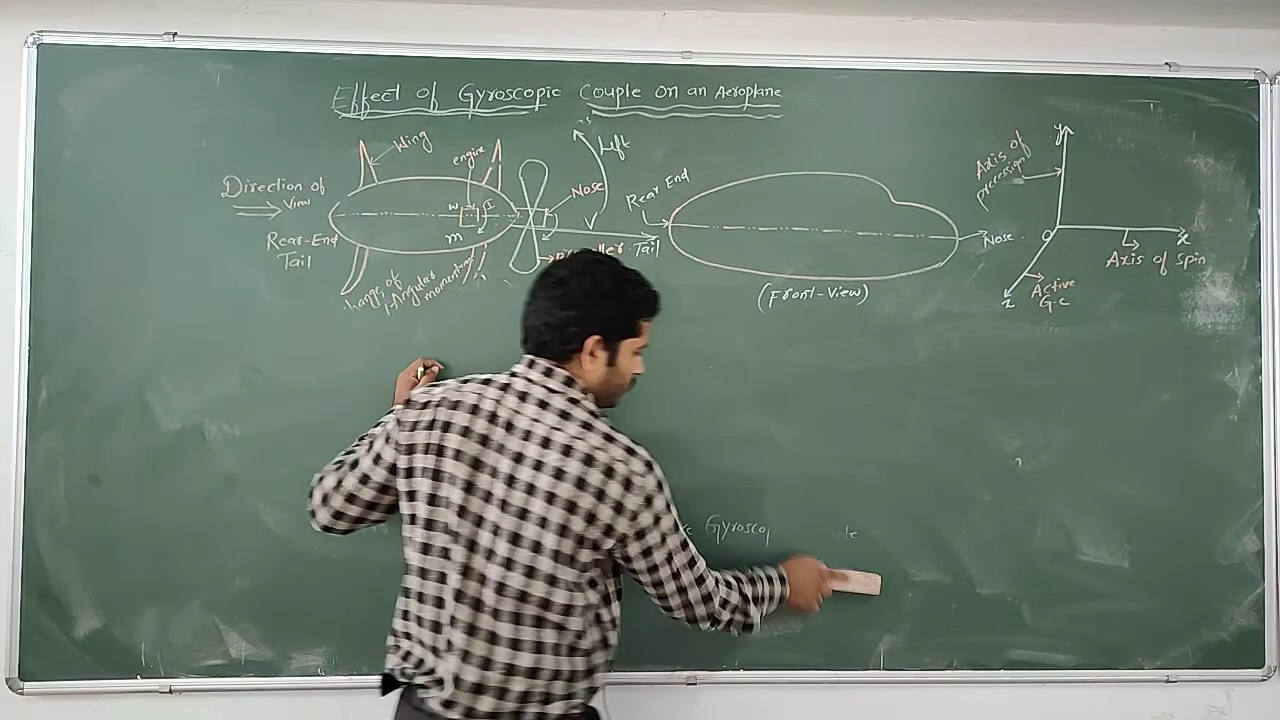 Effect of Gyroscopic Couple on an Aeroplane
Wing
engine
Left
Direction of
View
Nose
Rear End
w
I
m
Rear-End
Tail
Tail
Change of
Angular
momentum
Nose
(Front-View)
Axis of
precession
y
o
x
Axis of Spin
z
Active
G-C
Gyrosco